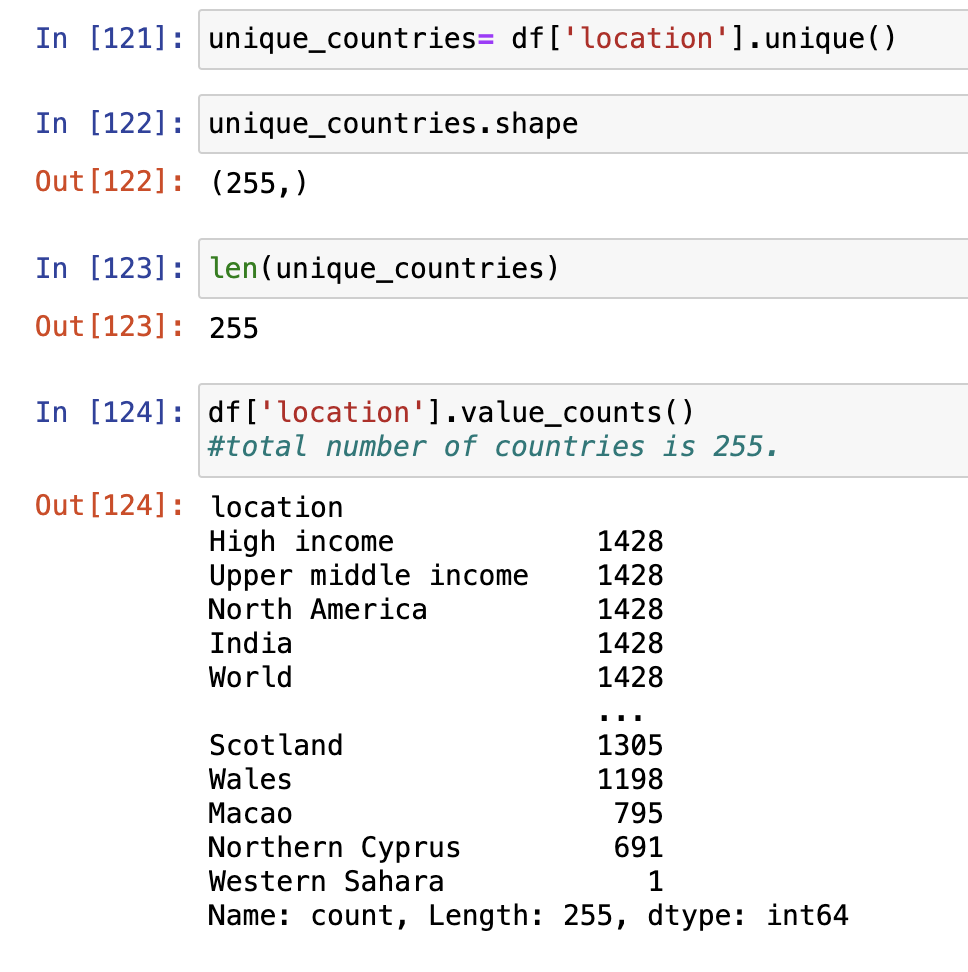 In [121]: unique_countries= df['location'].unique()
In [122]: unique_countries.shape
Out[122]: (255,)
In [123]: len(unique_countries)
Out[123]: 255
In [124]: df['location'].value_counts()
#total number of countries is 255.
Out[124]: location
High income 1428
Upper middle income 1428
North America 1428
India 1428
World 1428
...
Scotland 1305
Wales 1198
Macao 795
Northern Cyprus 691
Western Sahara 1
Name: count, Length: 255, dtype: int64